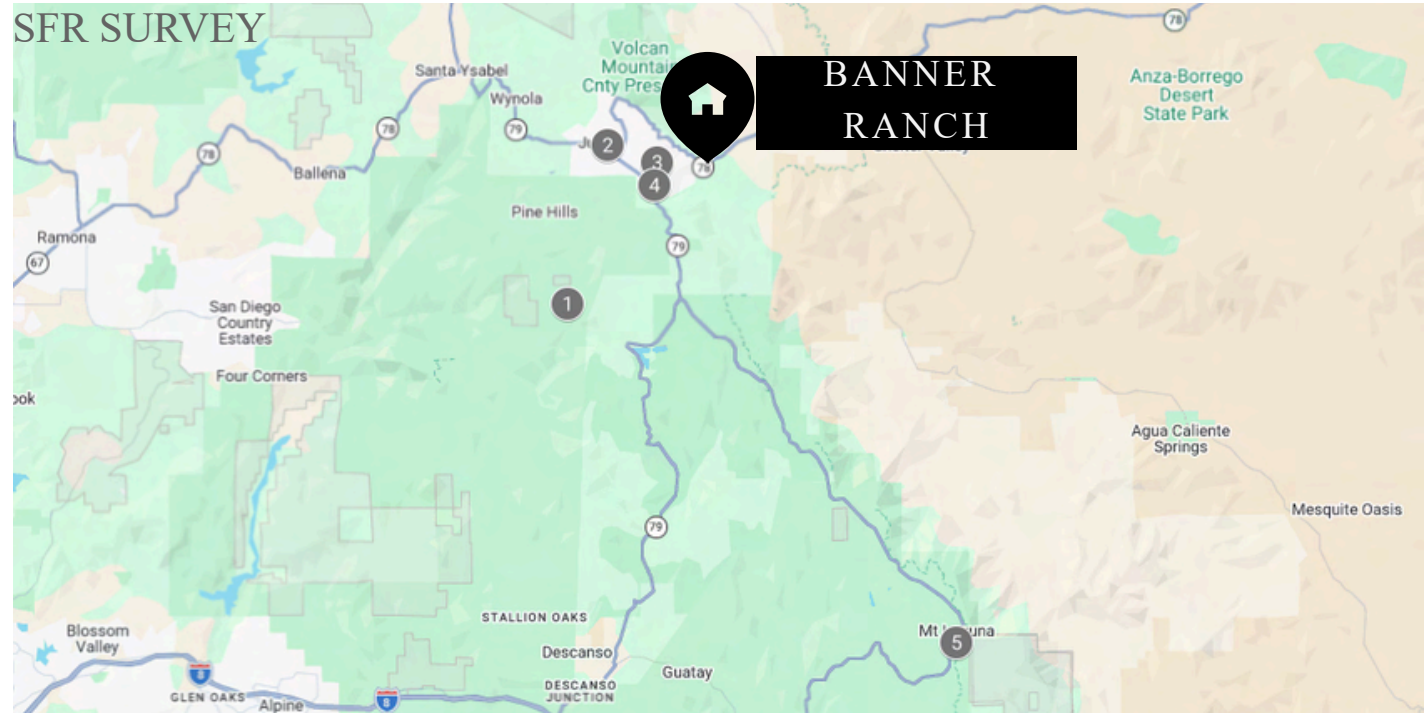 SFR SURVEY
BANNER
RANCH
78
Volcan
Mountain
Cnty Pres
Santa Ysabel
Wynola
Anza-Borrego
Desert
State Park
78
79
2
3
4
78
78
Ballena
Pine Hills
Ramona
67
79
1
San Diego
Country
Estates
Four Corners
Agua Caliente
Springs
Mesquite Oasis
79
STALLION OAKS
Blossom
Valley
Descanso
Guatay
Mt
una
5
8
GLEN OAKS
Alpine
8
DESCANSO
JUNCTION